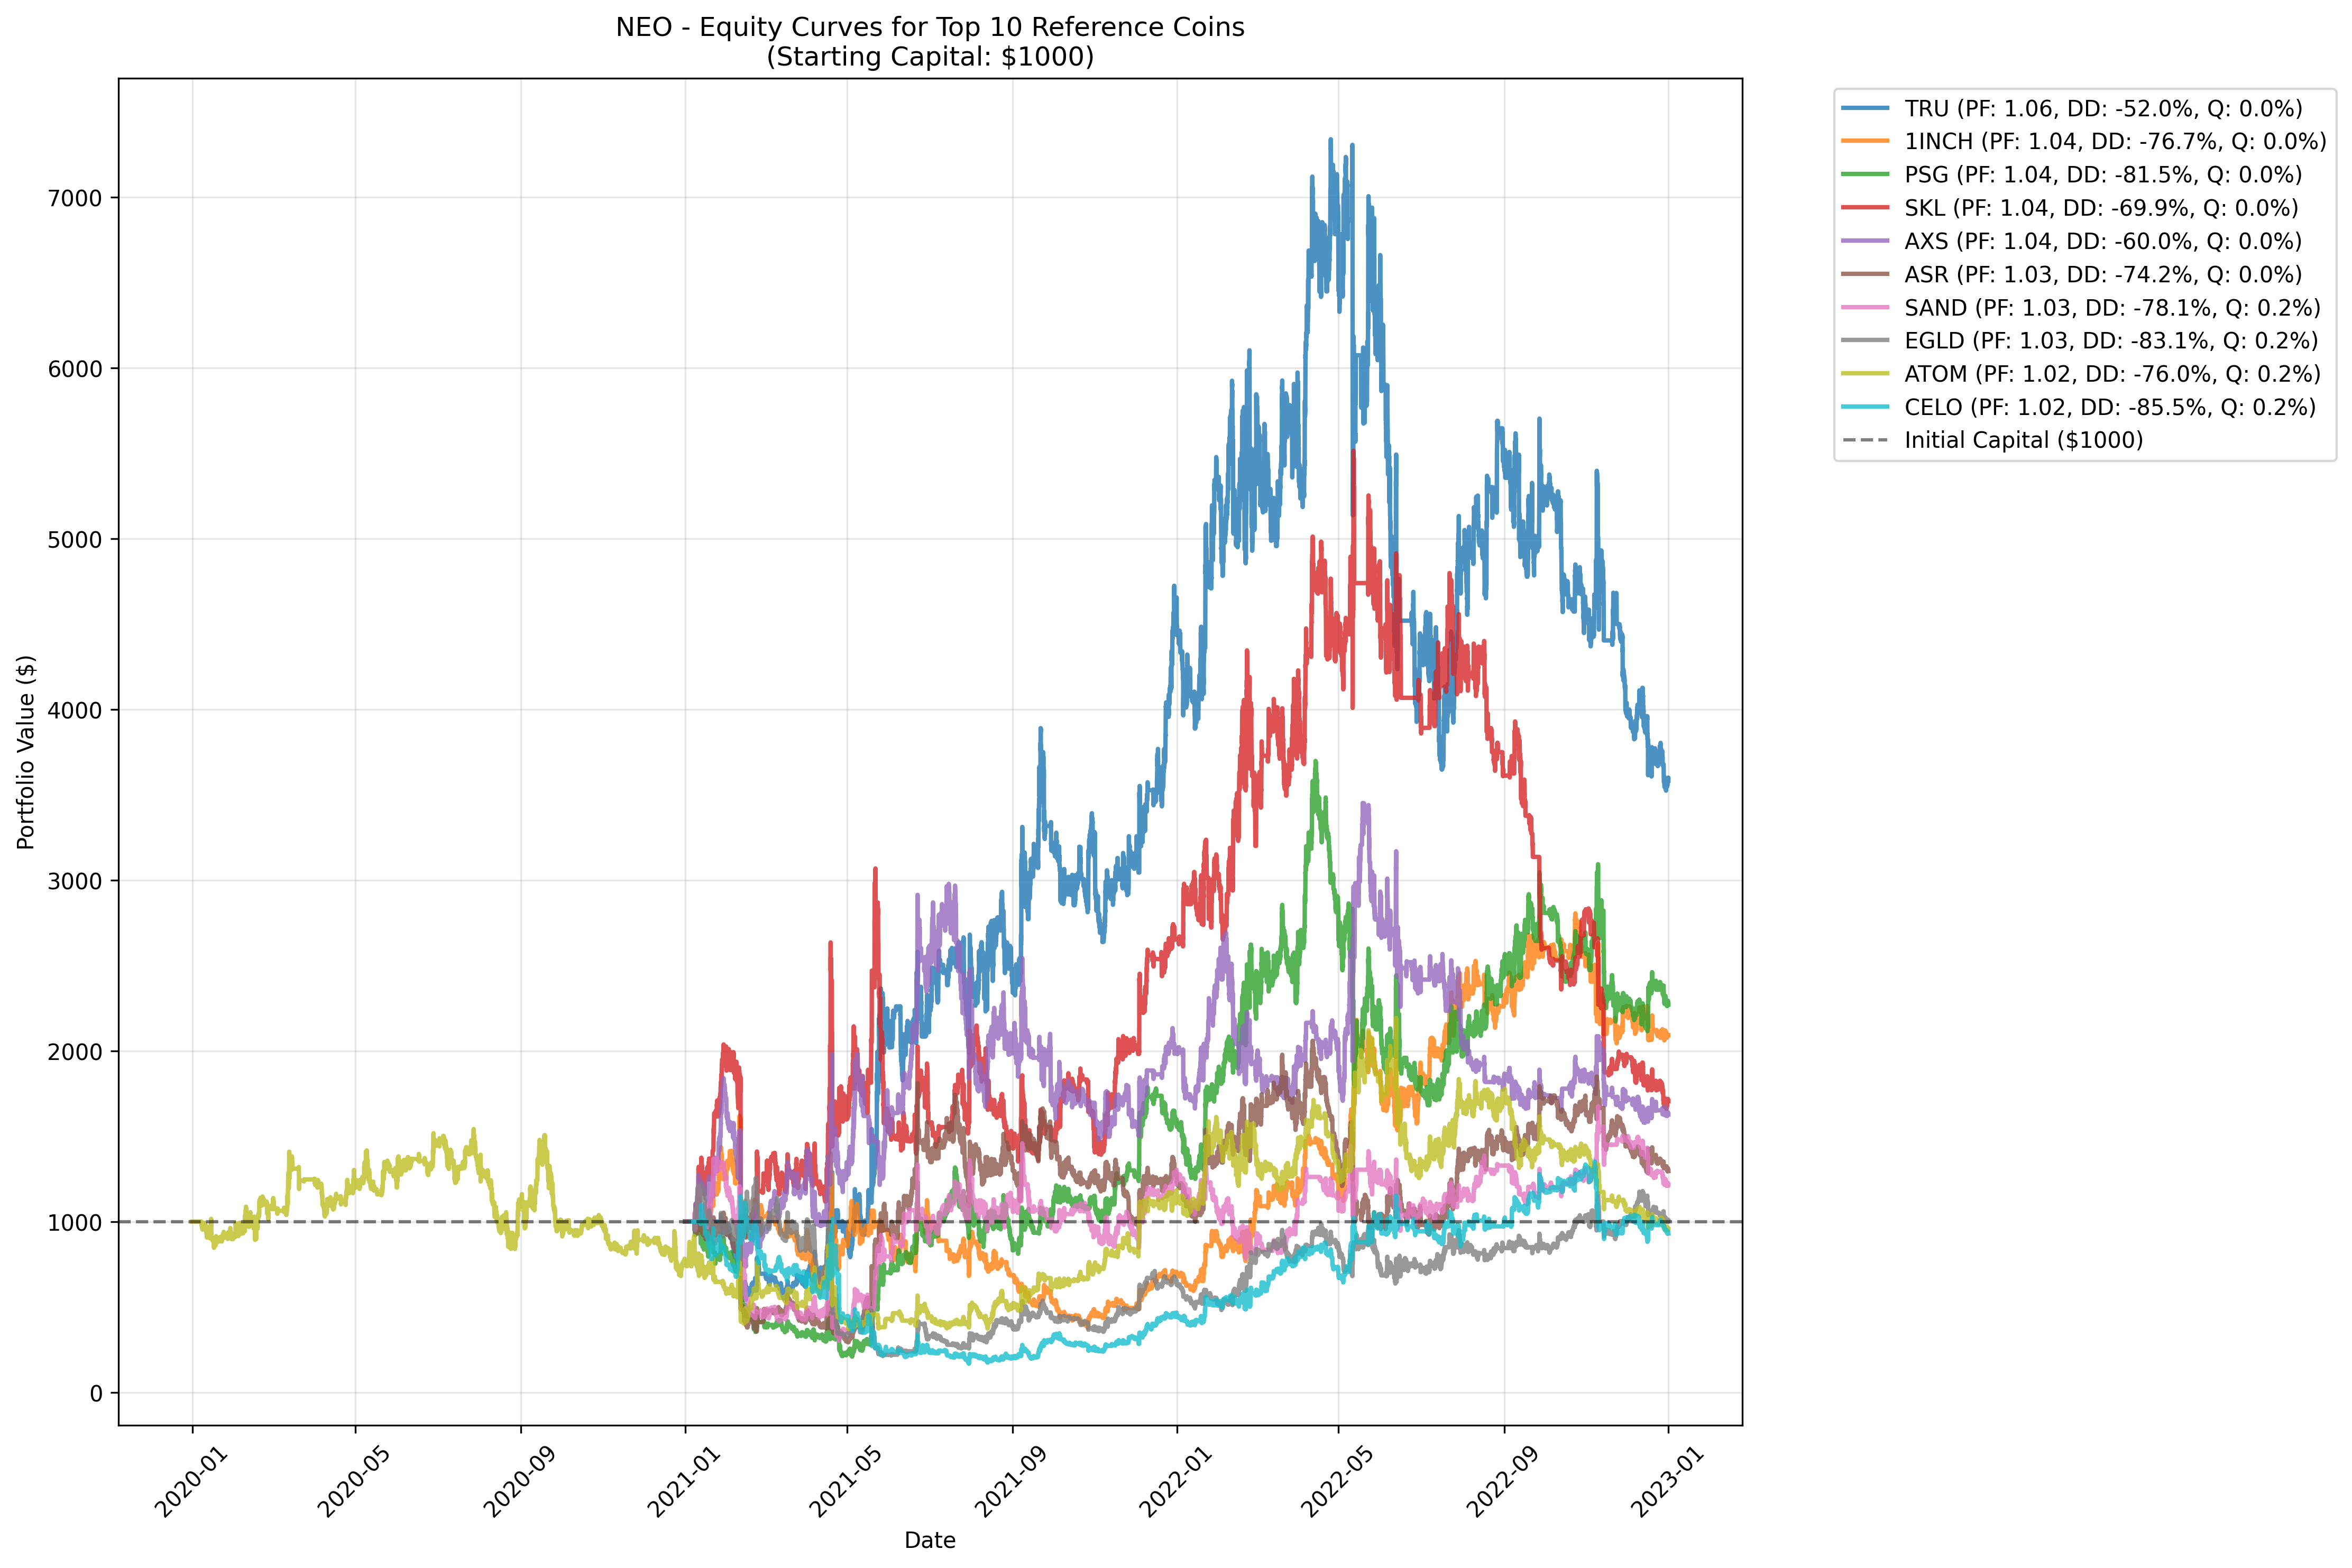 NEO - Equity Curves for Top 10 Reference Coins
(Starting Capital: $1000)
TRU (PF: 1.06, DD: -52.0%, Q: 0.0%)
1INCH (PF: 1.04, DD: -76.7%, Q: 0.0%)
PSG (PF: 1.04, DD: -81.5%, Q: 0.0%)
SKL (PF: 1.04, DD: -69.9%, Q: 0.0%)
AXS (PF: 1.04, DD: -60.0%, Q: 0.0%)
ASR (PF: 1.03, DD: -74.2%, Q: 0.0%)
SAND (PF: 1.03, DD: -78.1%, Q: 0.2%)
EGLD (PF: 1.03, DD: -83.1%, Q: 0.2%)
ATOM (PF: 1.02, DD: -76.0%, Q: 0.2%)
CELO (PF: 1.02, DD: -85.5%, Q: 0.2%)
Initial Capital ($1000)
Portfolio Value ($)
7000
6000
5000
4000
3000
2000
1000
0
2020-01
2020-05
2020-09
2021-01
2021-05
2021-09
2022-01
2022-05
2022-09
2023-01
Date